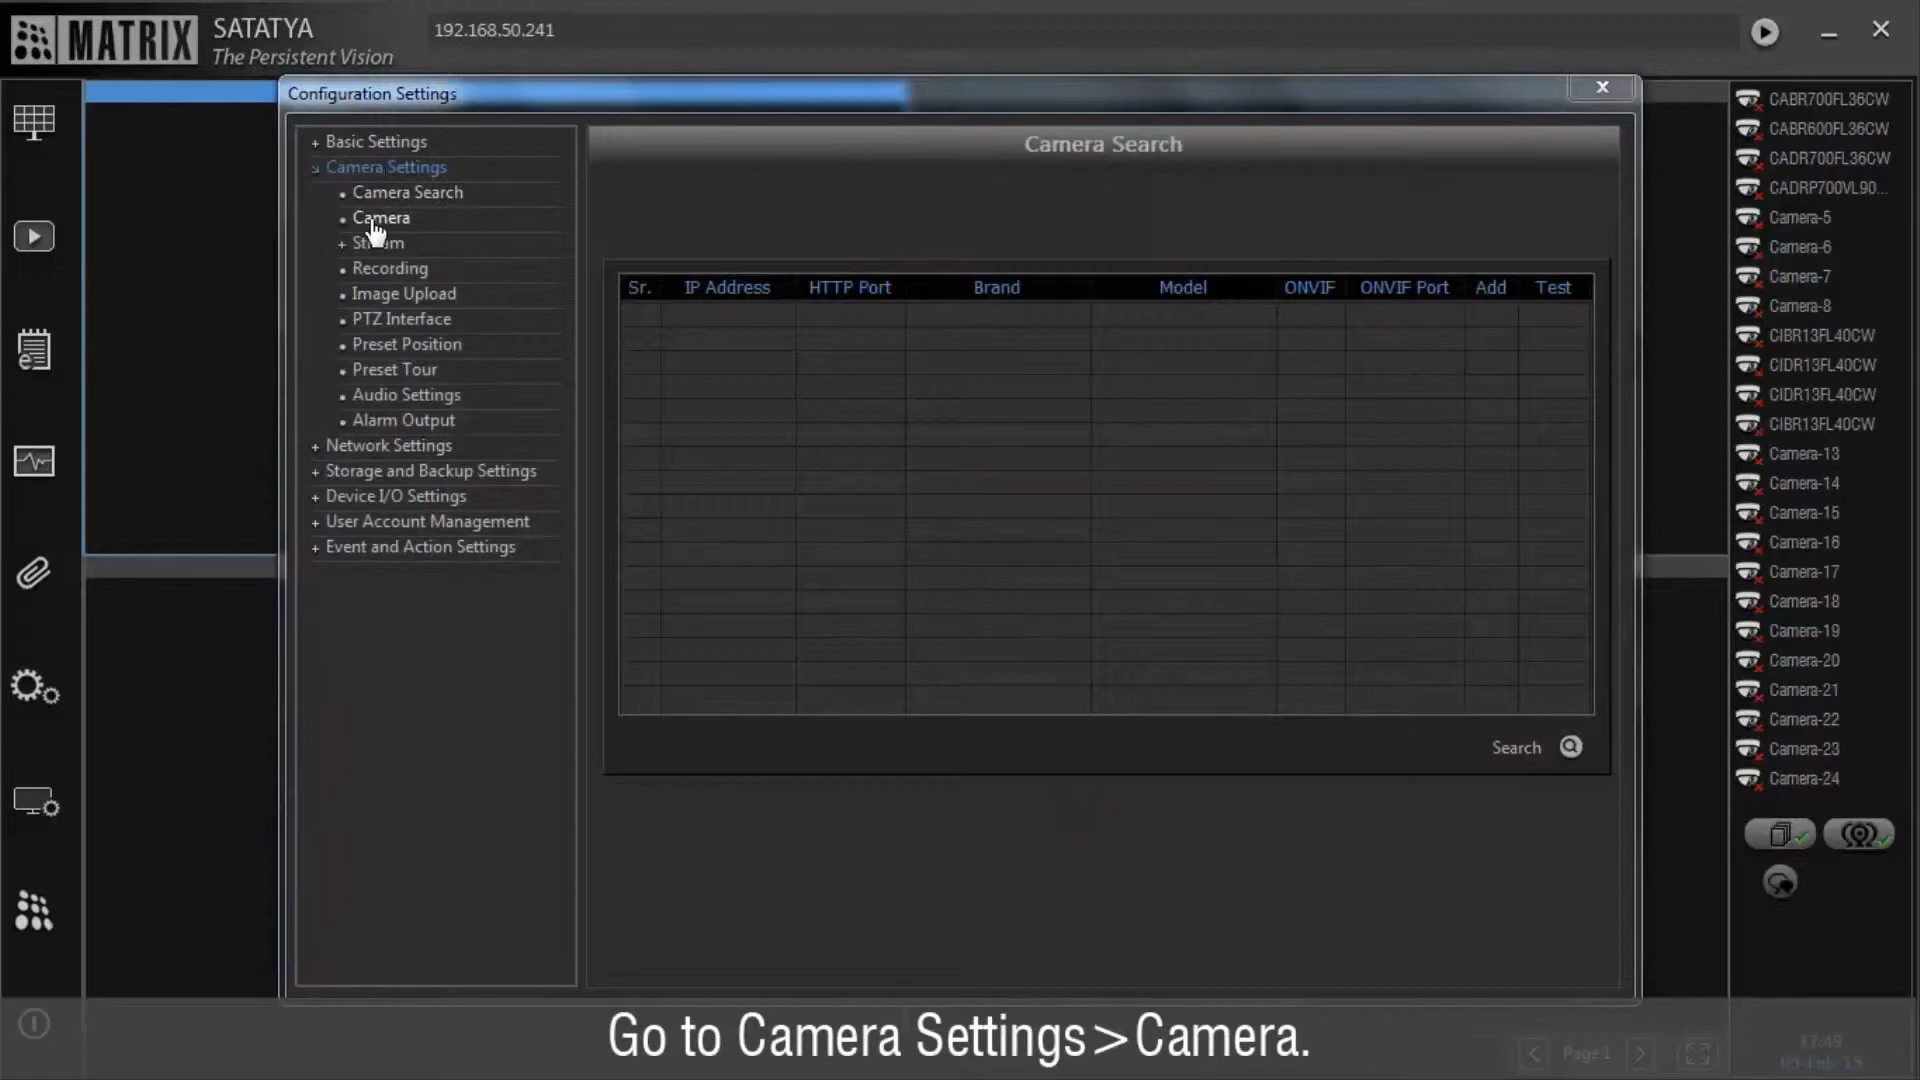 MATRIX
SATATYA
The Persistent Vision
192.168.50.241
Configuration Settings
+ Basic Settings
Camera Settings
Camera Search
Camera
+ Stream
Recording
Image Upload
PTZ Interface
Preset Position
Preset Tour
Audio Settings
Alarm Output
+ Network Settings
+ Storage and Backup Settings
+ Device I/O Settings
+ User Account Management
+ Event and Action Settings
Camera Search
Sr. IP Address HTTP Port Brand Model ONVIF ONVIF Port Add Test
Search
CABR700FL36CW
CABR600FL36CW
CADR700FL36CW
CADRP700VL90...
Camera-5
Camera-6
Camera-7
Camera-8
CIBR13FL40CW
CIDR13FL40CW
CIDR13FL40CW
CIBR13FL40CW
Camera-13
Camera-14
Camera-15
Camera-16
Camera-17
Camera-18
Camera-19
Camera-20
Camera-21
Camera-22
Camera-23
Camera-24
Go to Camera Settings>Camera.
Page1
17:49